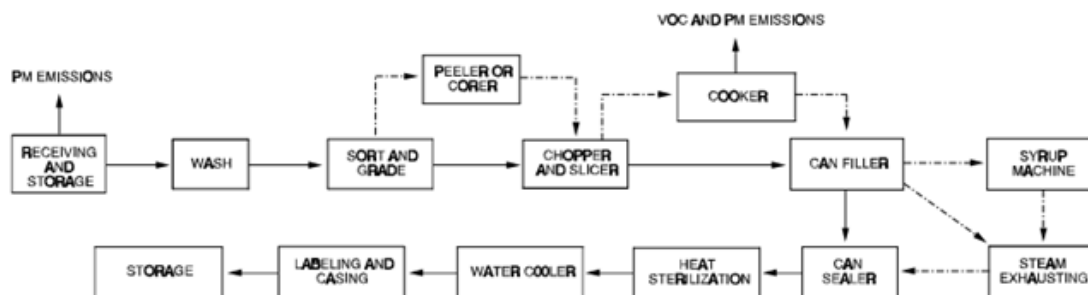 VOC AND PM EMISSIONS
PM EMISSIONS
PEELER OR
CORER
COOKER
RECEIVING
AND
STORAGE
WASH
SORT AND
GRADE
CHOPPER
AND SLICER
CAN FILLER
SYRUP
MACHINE
STORAGE
LABELING AND
CASING
WATER COOLER
HEAT
STERILIZATION
CAN
SEALER
STEAM
EXHAUSTING